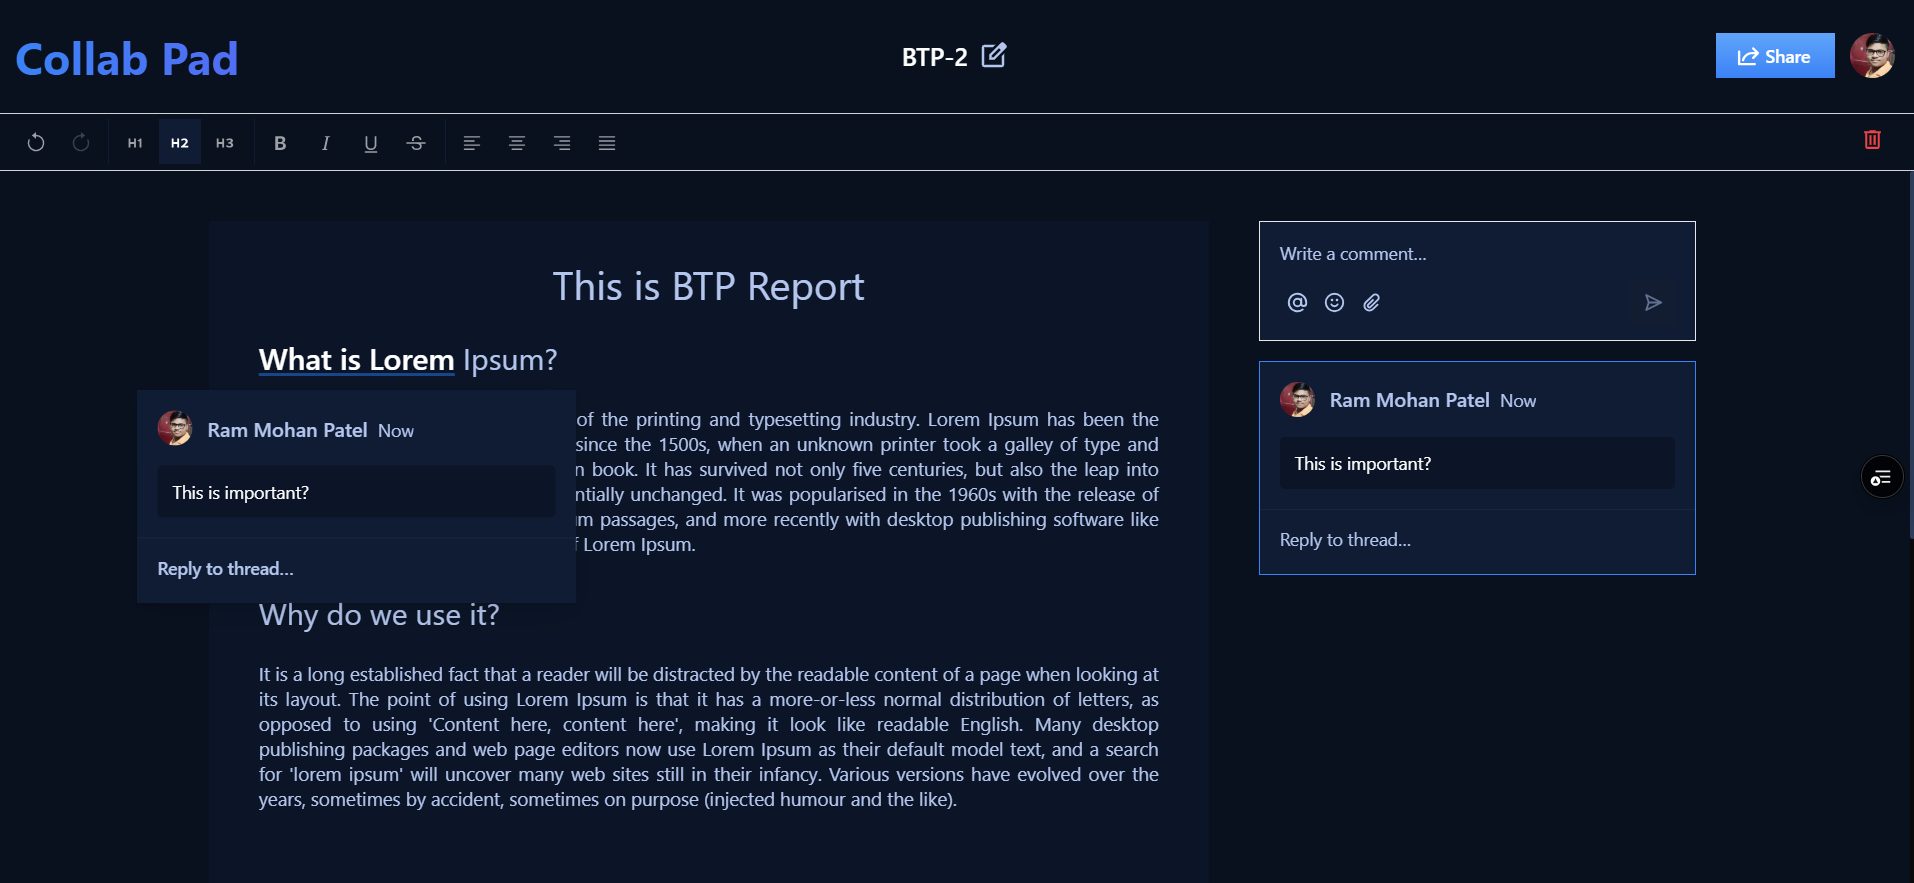 Collab Pad
BTP-2
Share
H1 H2 H3 B I U S
This is BTP Report
What is Lorem Ipsum?
of the printing and typesetting industry. Lorem Ipsum has been the
since the 1500s, when an unknown printer took a galley of type and
book. It has survived not only five centuries, but also the leap into
unchanged. It was popularised in the 1960s with the release of
passages, and more recently with desktop publishing software like
Lorem Ipsum.
Ram Mohan Patel Now
This is important?
Reply to thread...
Why do we use it?
It is a long established fact that a reader will be distracted by the readable content of a page when looking at
its layout. The point of using Lorem Ipsum is that it has a more-or-less normal distribution of letters, as
opposed to using 'Content here, content here', making it look like readable English. Many desktop
publishing packages and web page editors now use Lorem Ipsum as their default model text, and a search
for 'lorem ipsum' will uncover many web sites still in their infancy. Various versions have evolved over the
years, sometimes by accident, sometimes on purpose (injected humour and the like).
Write a comment...
Ram Mohan Patel Now
This is important?
Reply to thread...